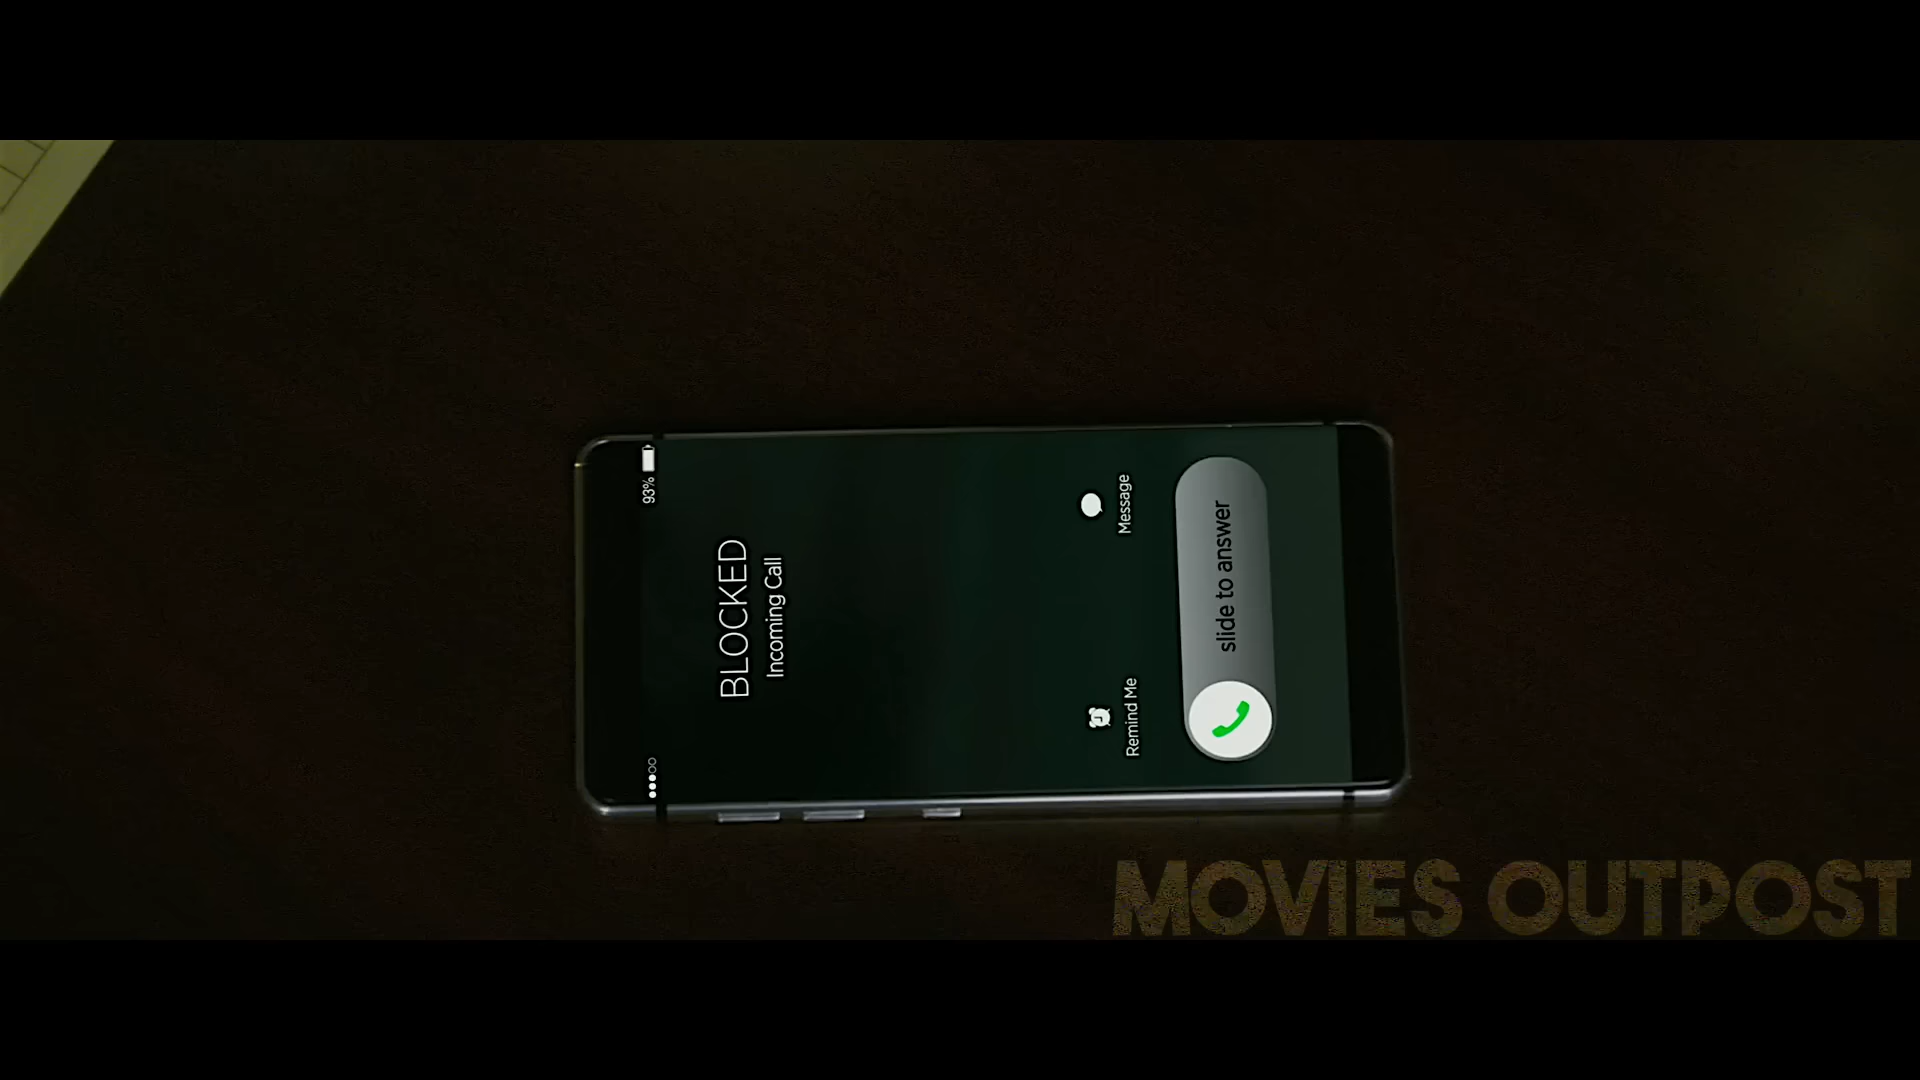 93%
BLOCKED
Incoming Call
Message
Remind Me
slide to answer
MOVIES OUTPOST